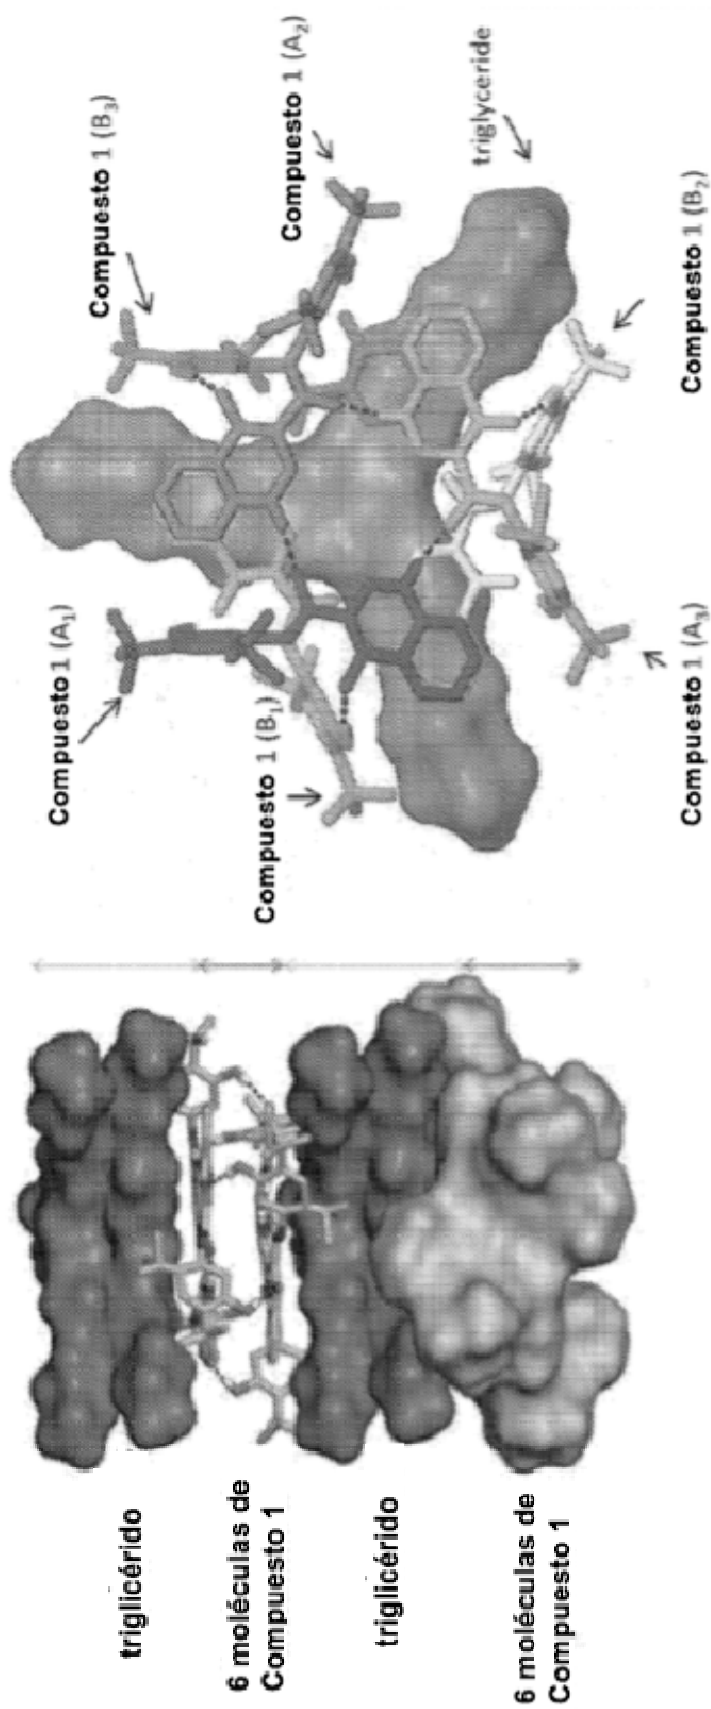 triglicérido
6 moléculas de
Compuesto 1
triglicérido
6 moléculas de
Compuesto 1
Compuesto 1 (A₁)
Compuesto 1 (B₃)
Compuesto 1 (B₁)
Compuesto 1 (A₂)
triglyceride
Compuesto 1 (A₃)
Compuesto 1 (B₂)